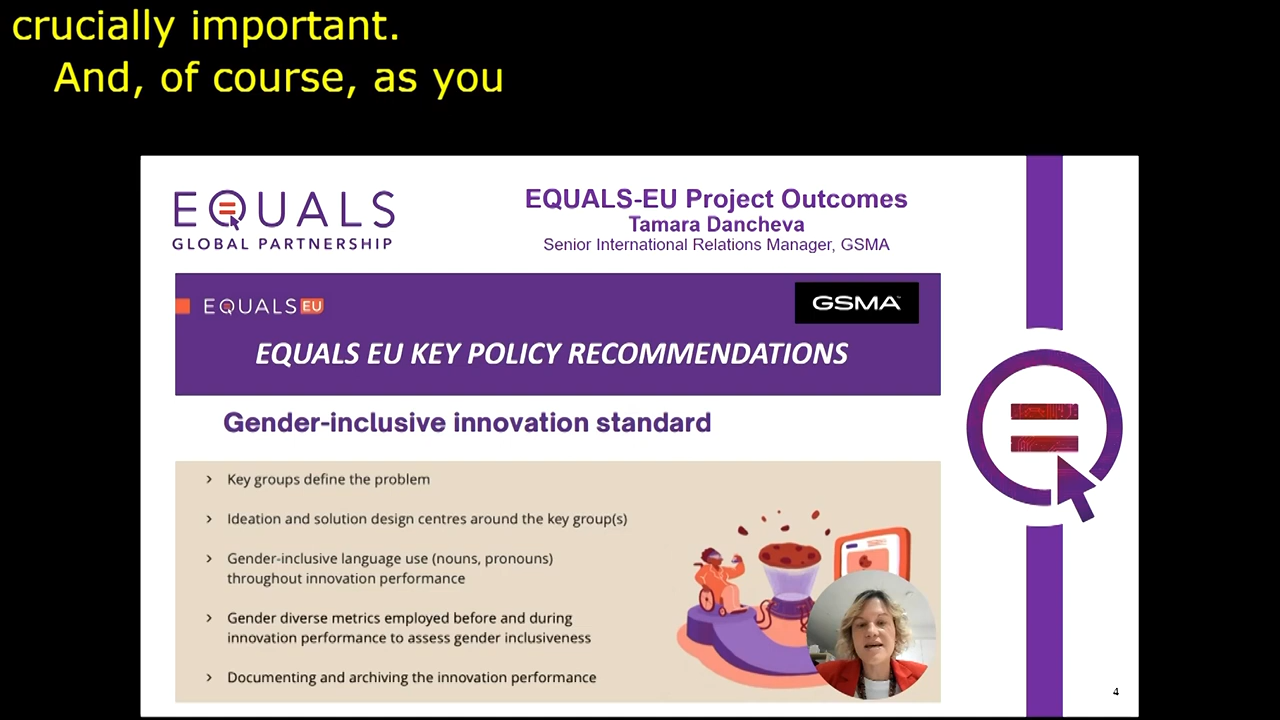 crucially important.
And, of course, as you
EQUALS
GLOBAL PARTNERSHIP
EQUALS-EU Project Outcomes
Tamara Dancheva
Senior International Relations Manager, GSMA
EQUALS EU
GSMA™
EQUALS EU KEY POLICY RECOMMENDATIONS
Gender-inclusive innovation standard
> Key groups define the problem
> Ideation and solution design centres around the key group(s)
> Gender-inclusive language use (nouns, pronouns)
throughout innovation performance
> Gender diverse metrics employed before and during
innovation performance to assess gender inclusiveness
> Documenting and archiving the innovation performance
4